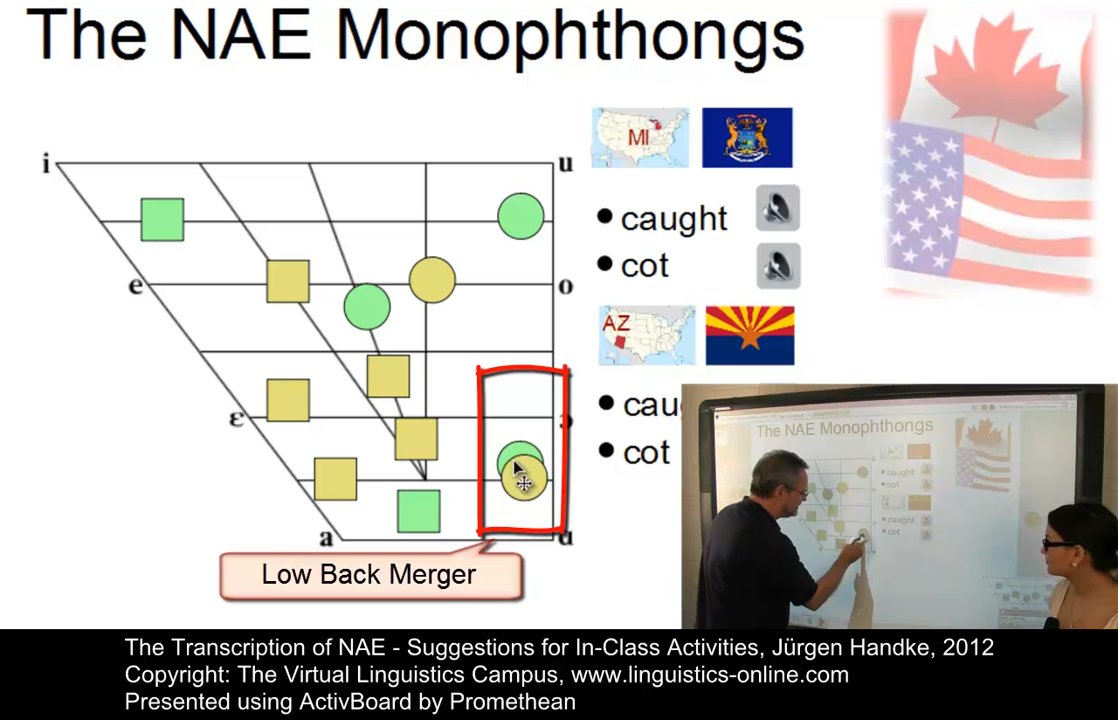 The NAE Monophthongs
MI
i
u
• caught
e
• cot
o
AZ
ɛ
• cau
ɔ
• cot
a
Low Back Merger
The NAE Monophthongs
• caught
• cot
• caught
• cot
The Transcription of NAE - Suggestions for In-Class Activities, Jürgen Handke, 2012
Copyright: The Virtual Linguistics Campus, www.linguistics-online.com
Presented using ActivBoard by Promethean